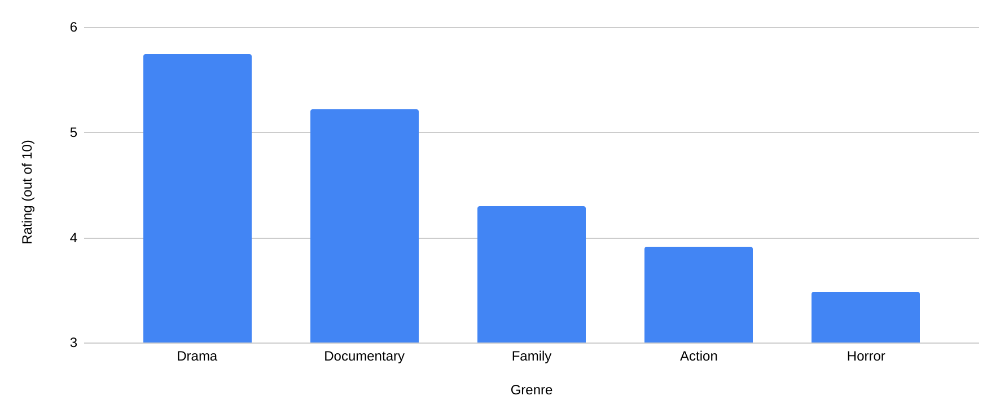 6
5
4
3
Rating (out of 10)
Drama
Documentary
Family
Action
Horror
Grenre